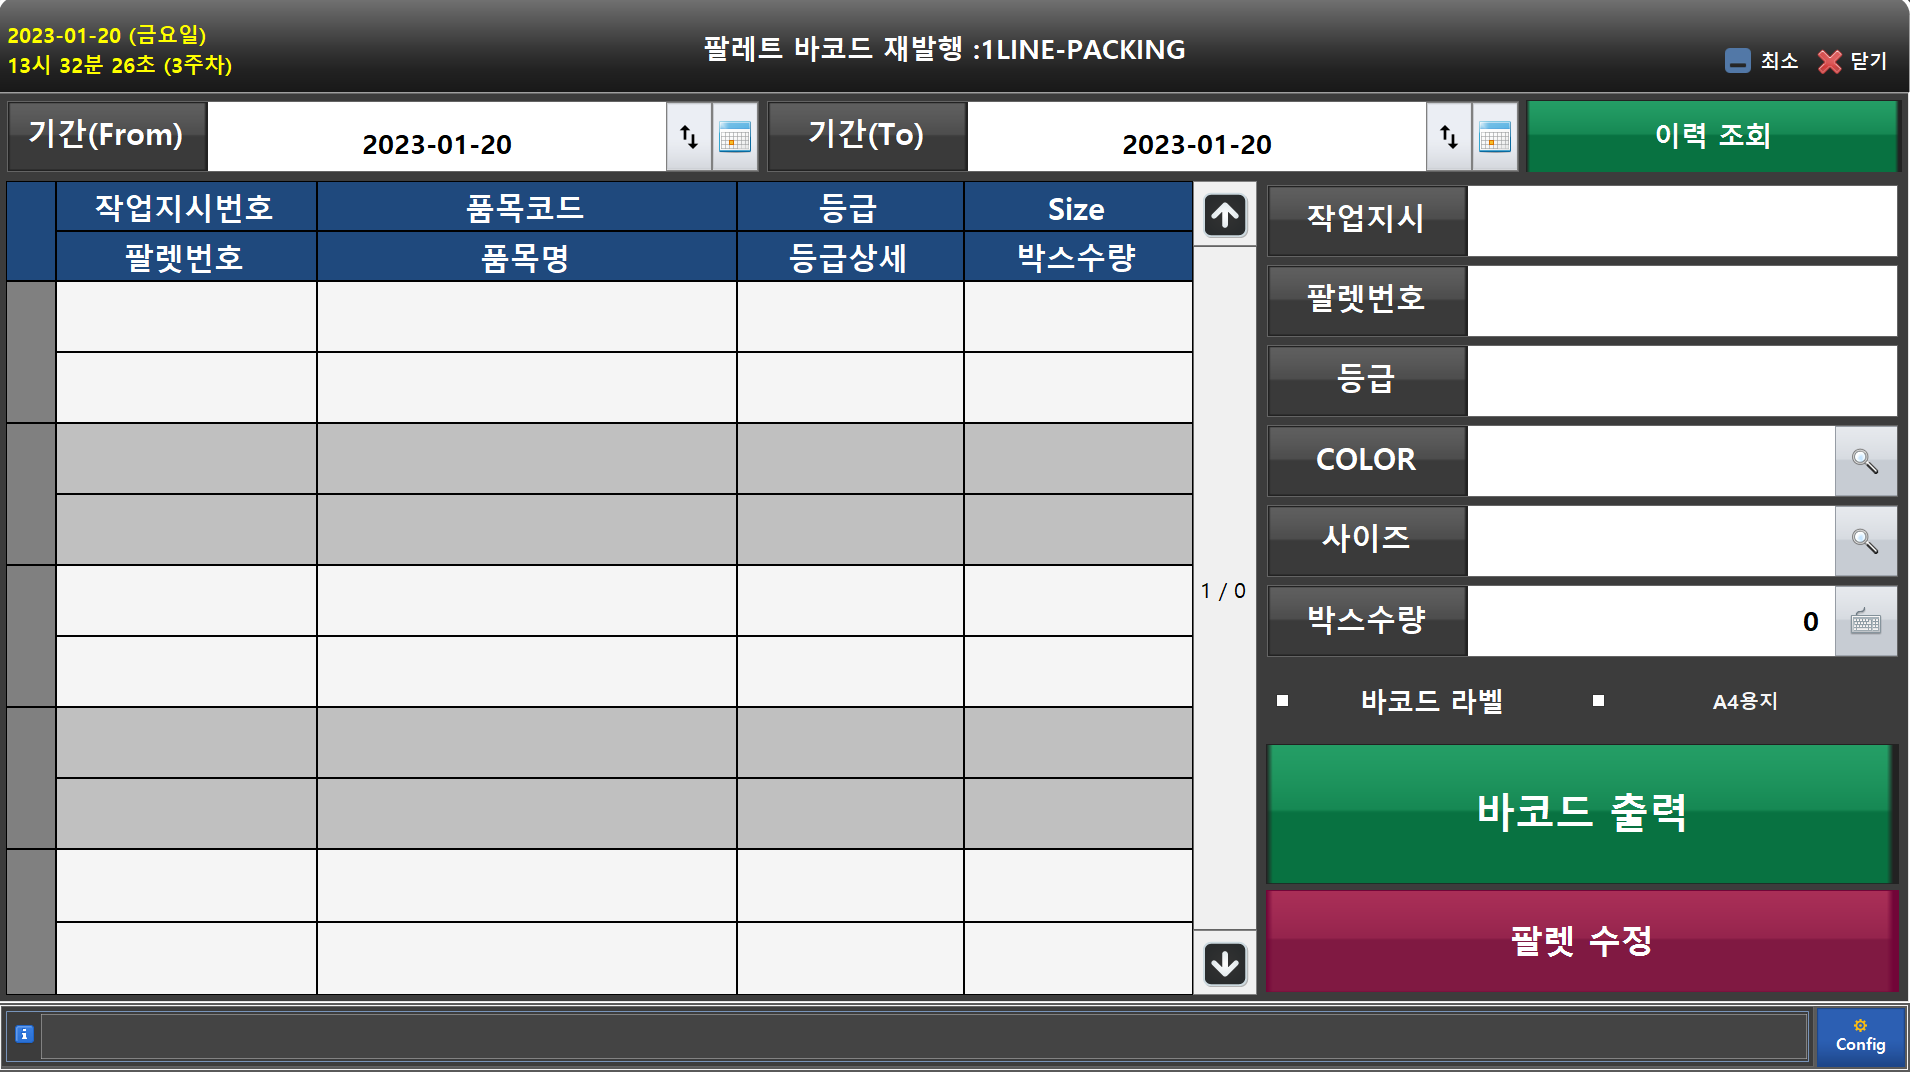 2023-01-20 (금요일)
13시 32분 26초 (3주차)
팔레트 바코드 재발행 :1LINE-PACKING
최소
닫기
기간(From)
2023-01-20
기간(To)
2023-01-20
이력 조회
작업지시번호
품목코드
등급
Size
팔렛번호
품목명
등급상세
박스수량
1 / 0
작업지시
팔렛번호
등급
COLOR
사이즈
박스수량
0
바코드 라벨
A4용지
바코드 출력
팔렛 수정
Config